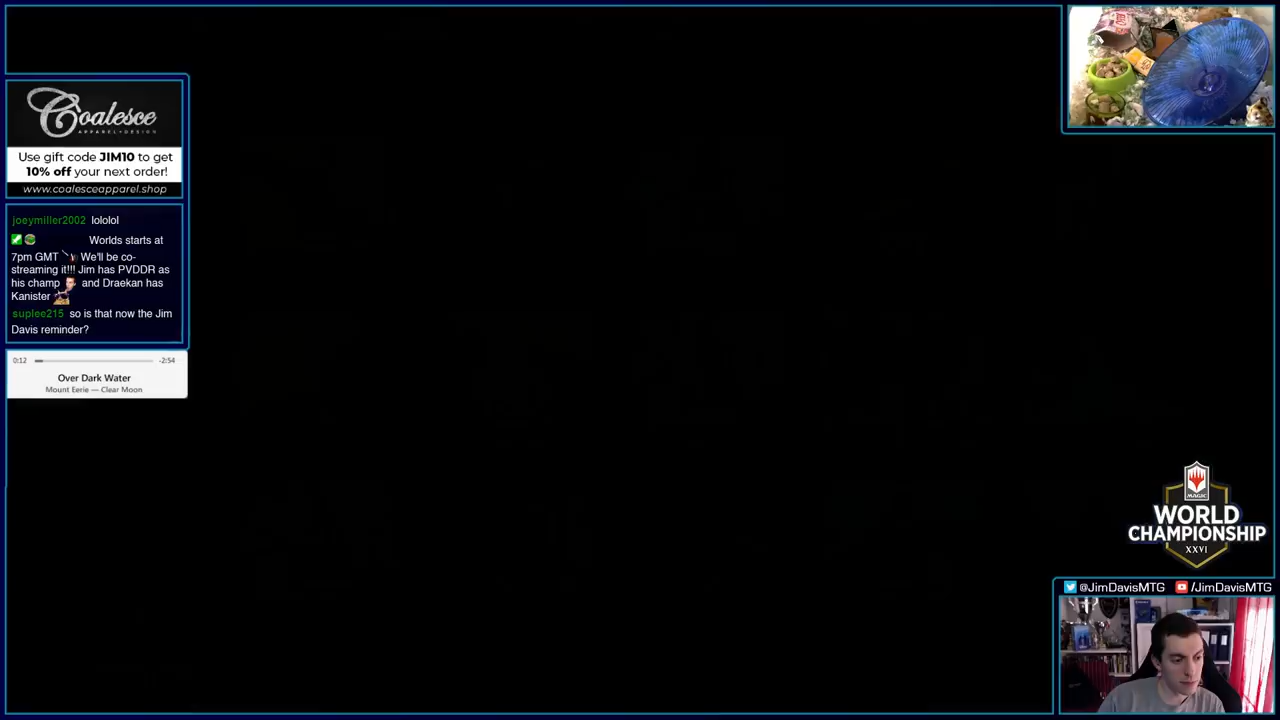 Coalesce
APPAREL+DESIGN
Use gift code JIM10 to get
10% off your next order!
www.coalesceapparel.shop
joeymiller2002 lololol
Worlds starts at
7pm GMT We'll be co-
streaming it!!! Jim has PVDDR as
his champ and Draekan has
Kanister
suplee215 so is that now the Jim
Davis reminder?
0:12 -2:54
Over Dark Water
Mount Eerie — Clear Moon
MAGIC
WORLD
CHAMPIONSHIP
XXVI
@JimDavisMTG /JimDavisMTG